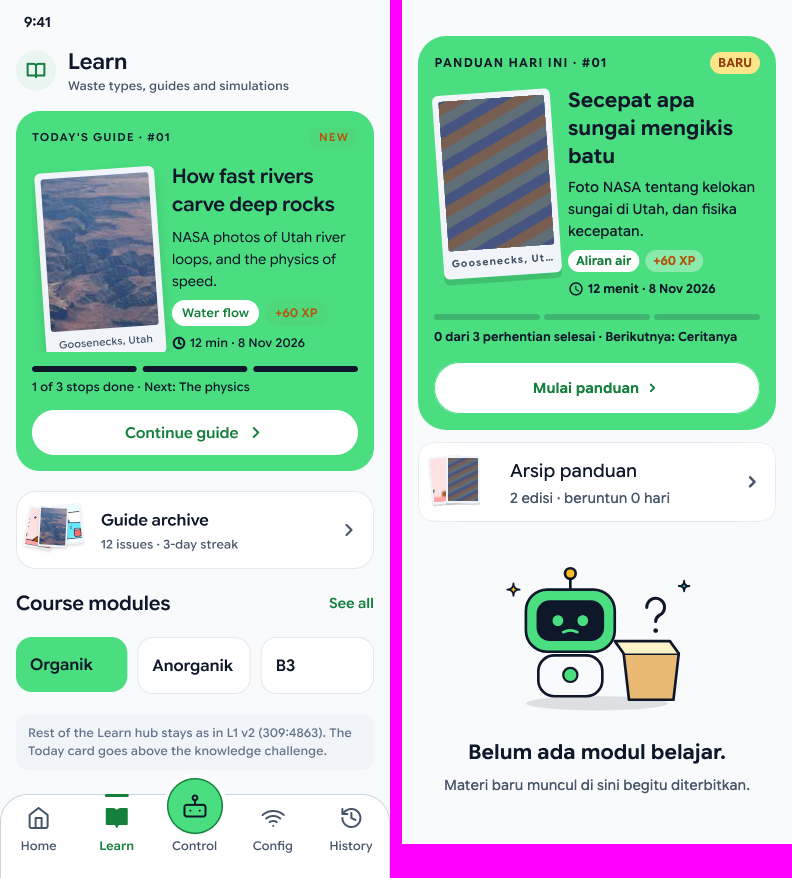 9:41
Learn
Waste types, guides and simulations
TODAY'S GUIDE · #01
NEW
How fast rivers
carve deep rocks
NASA photos of Utah river
loops, and the physics of
speed.
Goosenecks, Utah
Water flow
+60 XP
12 min · 8 Nov 2026
1 of 3 stops done · Next: The physics
Continue guide
Guide archive
12 issues · 3-day streak
Course modules
See all
Organik
Anorganik
B3
Rest of the Learn hub stays as in L1 v2 (309:4863). The
Today card goes above the knowledge challenge.
Home
Learn
Control
Config
History
PANDUAN HARI INI · #01
BARU
Secepat apa
sungai mengikis
batu
Foto NASA tentang kelokan
sungai di Utah, dan fisika
kecepatan.
Goosenecks, Ut…
Aliran air
+60 XP
12 menit · 8 Nov 2026
0 dari 3 perhentian selesai · Berikutnya: Ceritanya
Mulai panduan
Arsip panduan
2 edisi · beruntun 0 hari
?
Belum ada modul belajar.
Materi baru muncul di sini begitu diterbitkan.